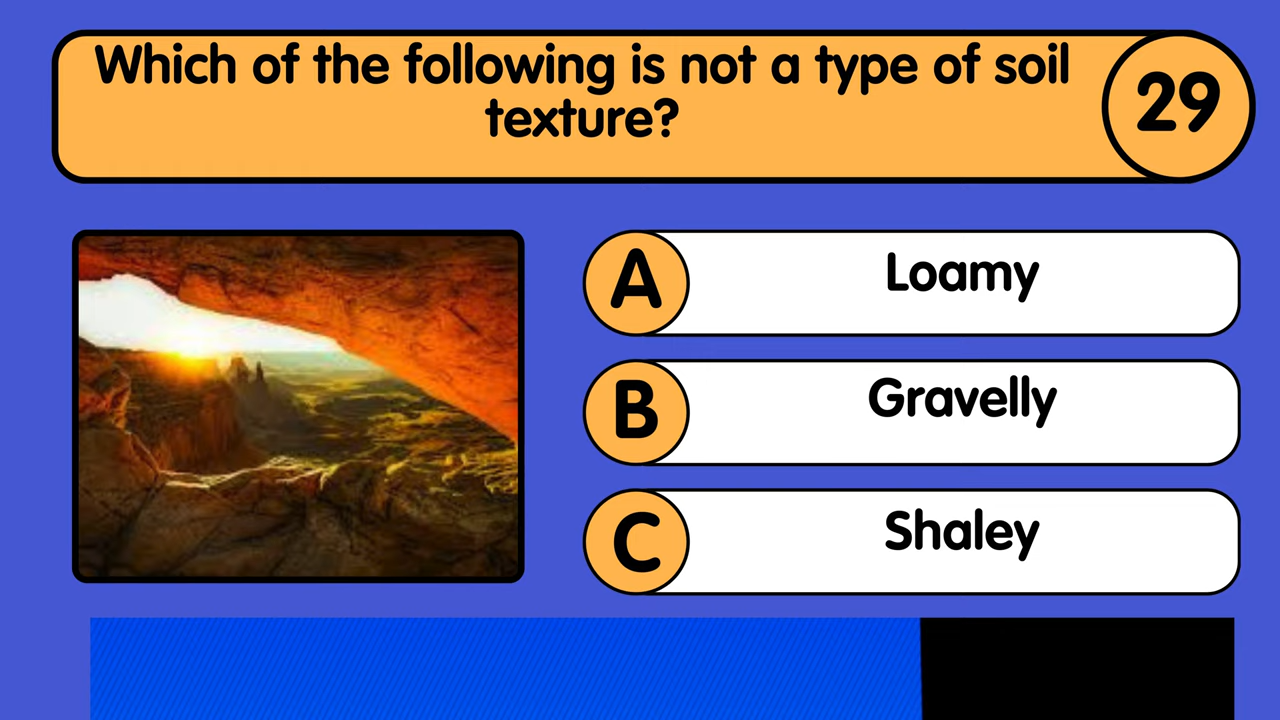 Which of the following is not a type of soil
texture?
29
A
Loamy
B
Gravelly
C
Shaley